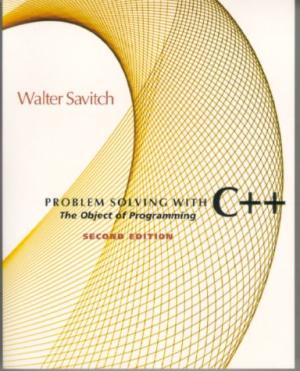 Walter Savitch
PROBLEM SOLVING WITH C++
The Object of Programming
SECOND EDITION